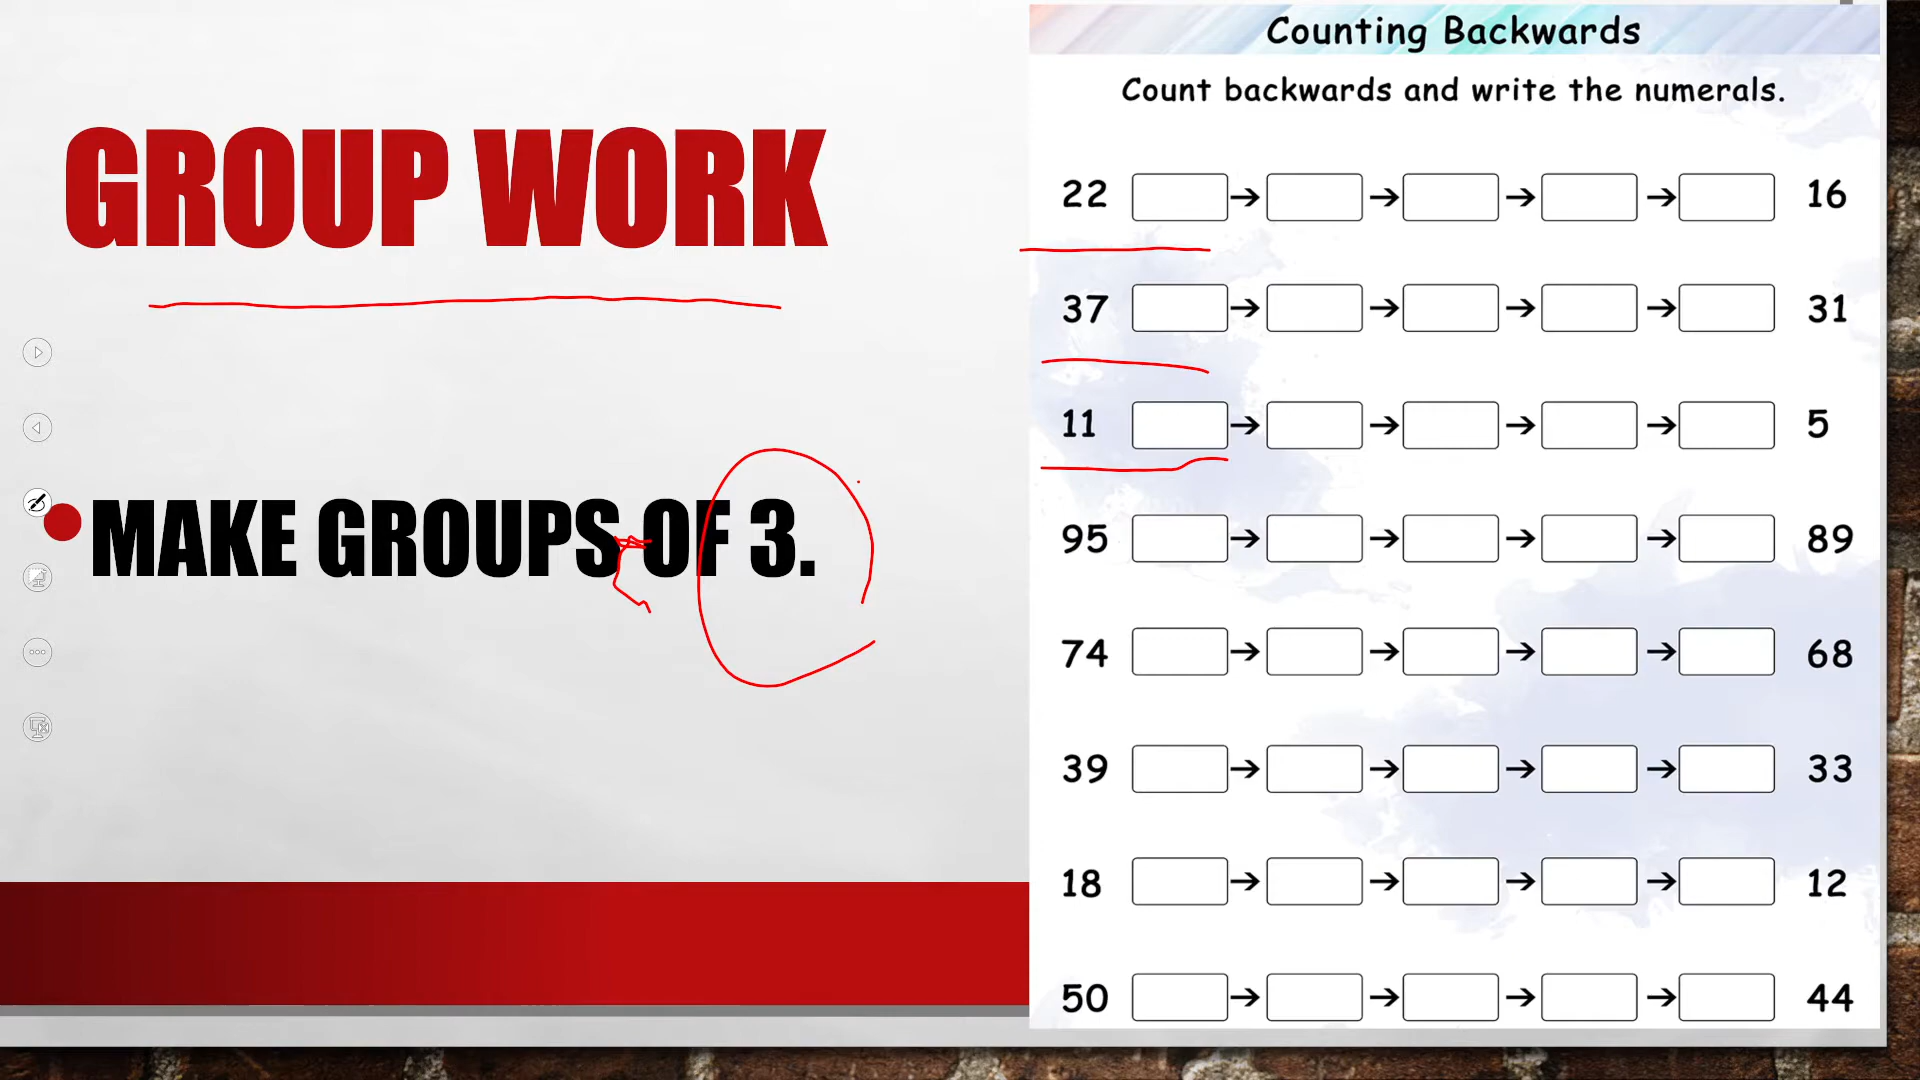 GROUP WORK
MAKE GROUPS OF 3.
Counting Backwards
Count backwards and write the numerals.
22 16
37 31
11 5
95 89
74 68
39 33
18 12
50 44